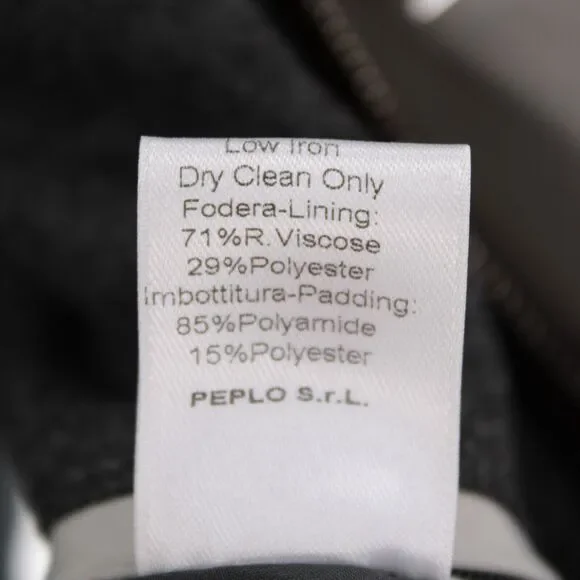 Low Iron
Dry Clean Only
Fodera-Lining:
71%R.Viscose
29%Polyester
Imbottitura-Padding:
85%Polyamide
15%Polyester
PEPLO S.r.L.